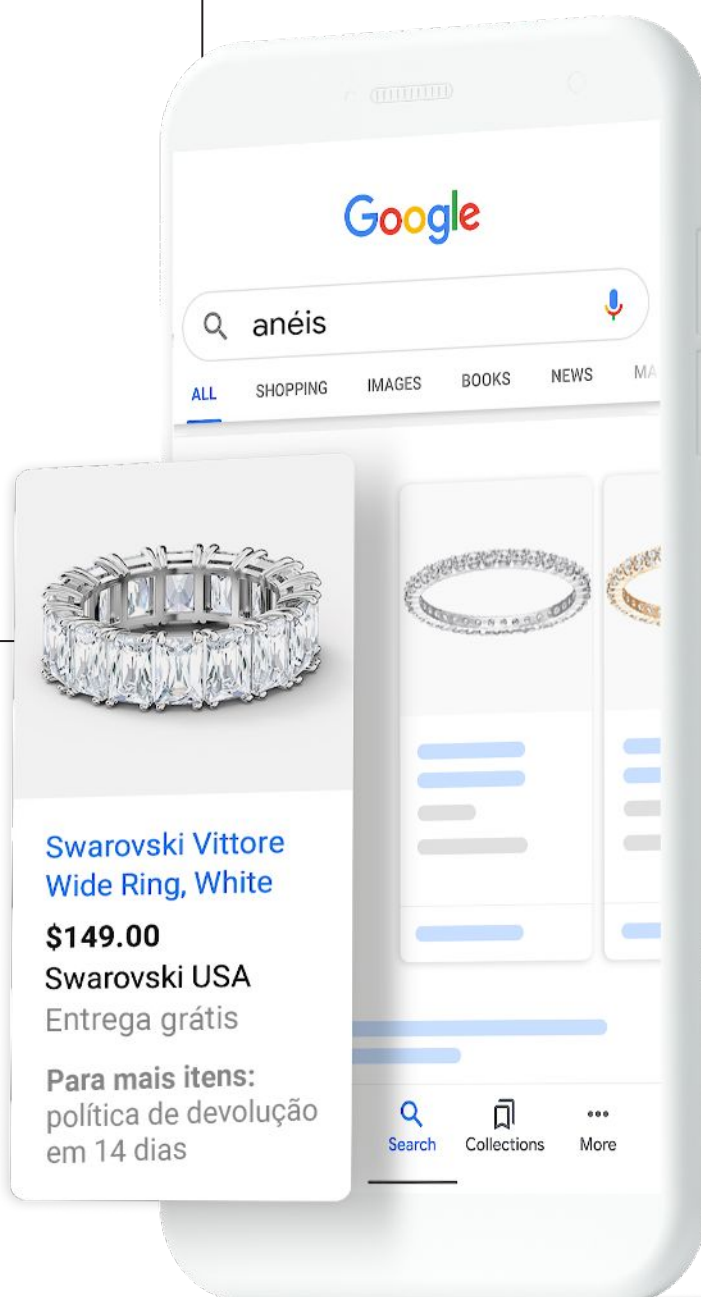 Google
anéis
ALL SHOPPING IMAGES BOOKS NEWS MA
Swarovski Vittore
Wide Ring, White
$149.00
Swarovski USA
Entrega grátis
Para mais itens:
política de devolução
em 14 dias
Search Collections More